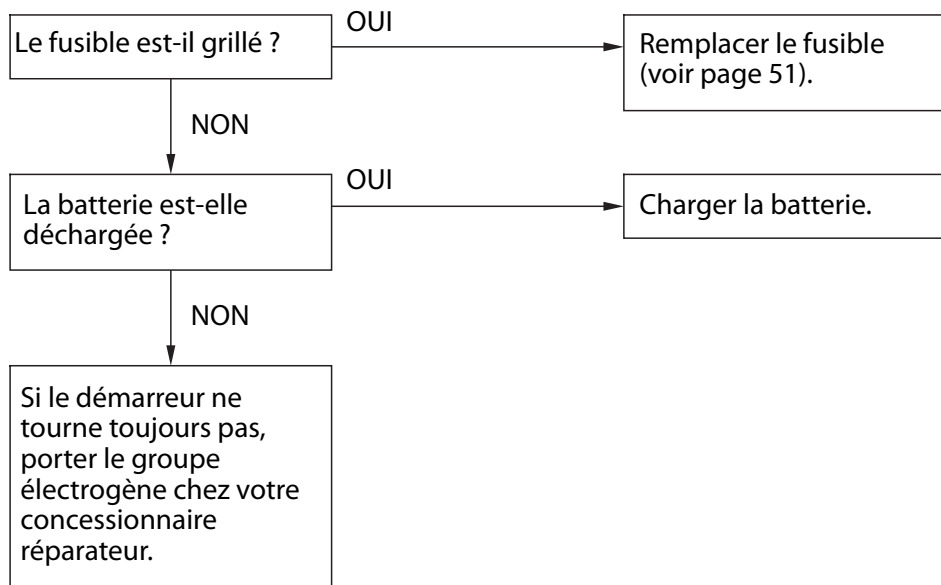 Le fusible est-il grillé ?
OUI
Remplacer le fusible
(voir page 51).
NON
La batterie est-elle
déchargée ?
OUI
Charger la batterie.
NON
Si le démarreur ne
tourne toujours pas,
porter le groupe
électrogène chez votre
concessionnaire
réparateur.